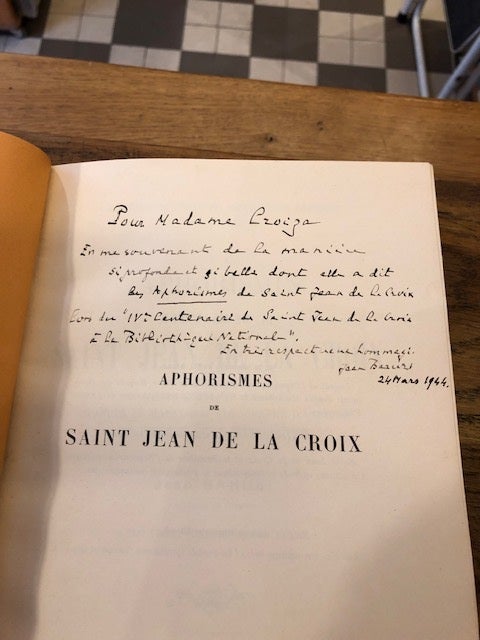 Pour Madame Croiza
En me souvenant de la manière
si profonde et si belle dont elle a dit
les Aphorismes de Saint Jean de la Croix
lors du "IVe Centenaire de Saint Jean de la Croix
à la Bibliothèque Nationale".
En très respectueux hommage.
Jean
24 Mars 1944.
APHORISMES
DE
SAINT JEAN DE LA CROIX